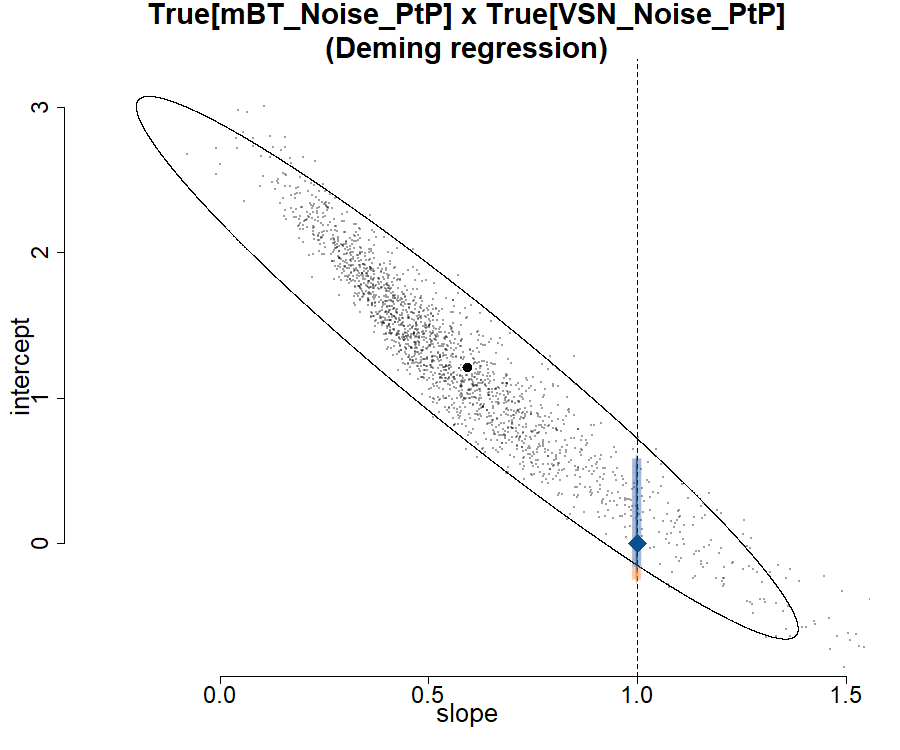 True[mBT_Noise_PtP] x True[VSN_Noise_PtP]
(Deming regression)
3
2
1
0
intercept
0.0 0.5 1.0 1.5
slope